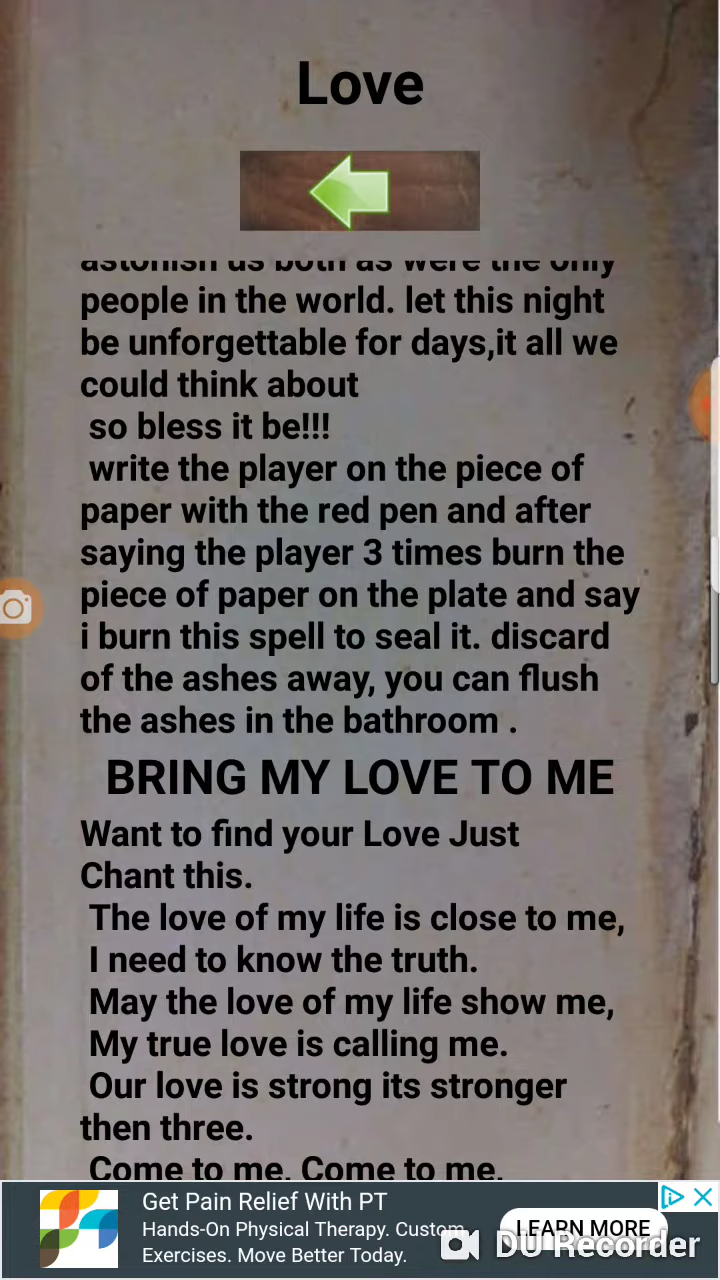 Love
astonish us both as were the only
people in the world. let this night
be unforgettable for days,it all we
could think about
so bless it be!!!
write the player on the piece of
paper with the red pen and after
saying the player 3 times burn the
piece of paper on the plate and say
i burn this spell to seal it. discard
of the ashes away, you can flush
the ashes in the bathroom .
BRING MY LOVE TO ME
Want to find your Love Just
Chant this.
The love of my life is close to me,
I need to know the truth.
May the love of my life show me,
My true love is calling me.
Our love is strong its stronger
then three.
Come to me, Come to me,
Get Pain Relief With PT
Hands-On Physical Therapy. Custom
Exercises. Move Better Today.
LEARN MORE
DU Recorder